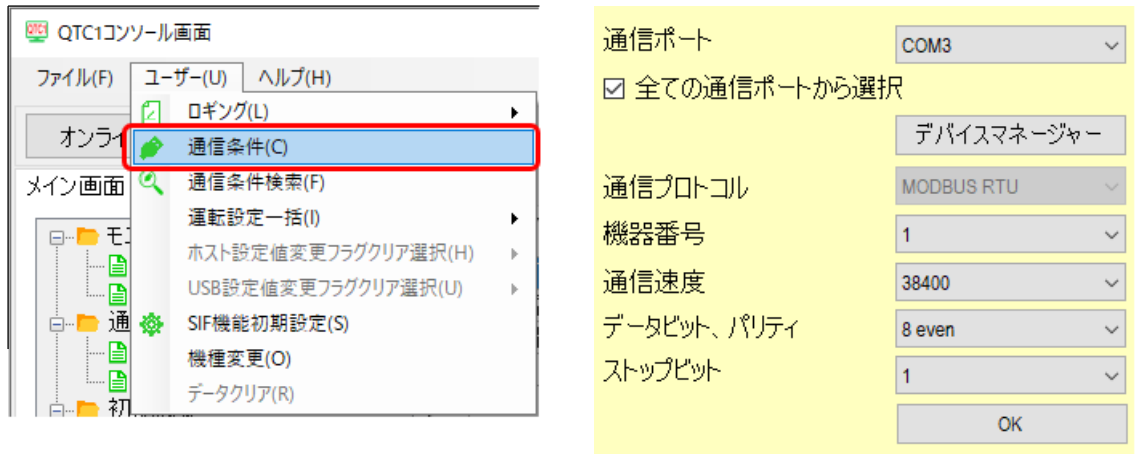 QTC1コンソール画面
ファイル(F) ユーザー(U) ヘルプ(H)
オンライ
ロギング(L)
通信条件(C)
メイン画面
通信条件検索(F)
運転設定一括(I)
モニ
ホスト設定値変更フラグクリア選択(H)
USB設定値変更フラグクリア選択(U)
通
SIF機能初期設定(S)
機種変更(O)
データクリア(R)
初
通信ポート COM3
全ての通信ポートから選択
デバイスマネージャー
通信プロトコル MODBUS RTU
機器番号 1
通信速度 38400
データビット、パリティ 8 even
ストップビット 1
OK